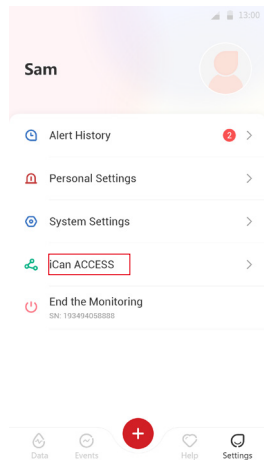 13:00
Sam
Alert History 2
Personal Settings
System Settings
iCan ACCESS
End the Monitoring
SN: 193494058888
Data Events Help Settings